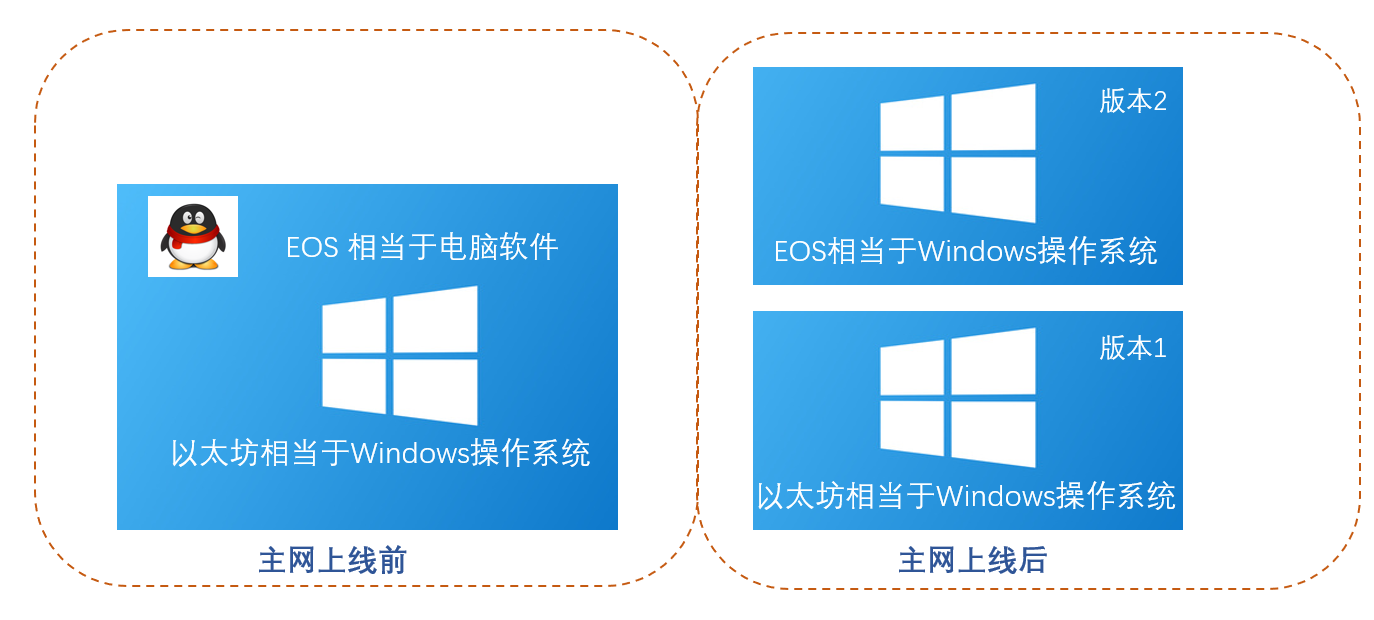 EOS 相当于电脑软件
以太坊相当于Windows操作系统
主网上线前
版本2
EOS相当于Windows操作系统
版本1
以太坊相当于Windows操作系统
主网上线后